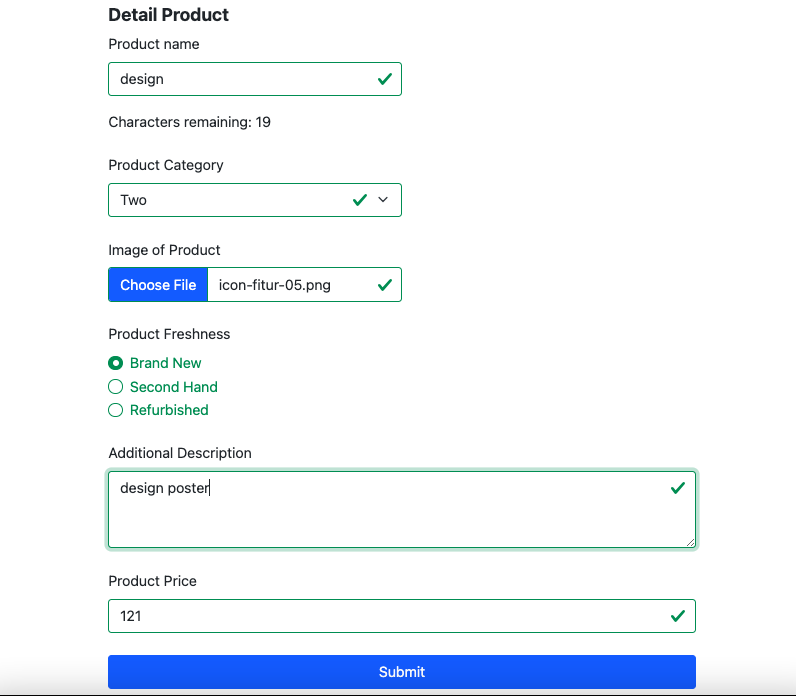 Detail Product
Product name
design
Characters remaining: 19
Product Category
Two
Image of Product
Choose File icon-fitur-05.png
Product Freshness
Brand New
Second Hand
Refurbished
Additional Description
design poster
Product Price
121
Submit